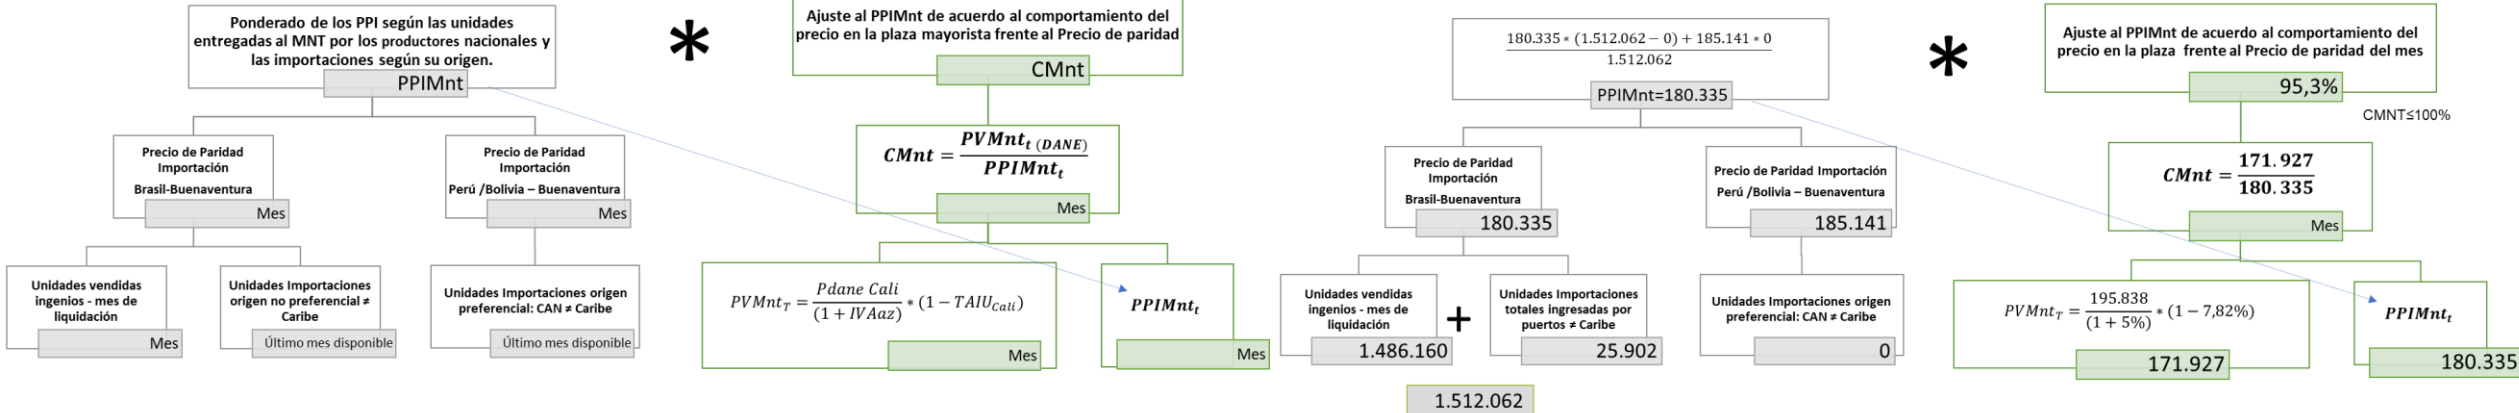 Ponderado de los PPI según las unidades
entregadas al MNT por los productores nacionales y
las importaciones según su origen.
PPIMnt
Precio de Paridad
Importación
Brasil-Buenaventura
Mes
Precio de Paridad
Importación
Perú /Bolivia – Buenaventura
Mes
Unidades vendidas
ingenios - mes de
liquidación
Mes
Unidades Importaciones
origen no preferencial ≠
Caribe
Último mes disponible
Unidades Importaciones origen
preferencial: CAN ≠ Caribe
Último mes disponible
*
Ajuste al PPIMnt de acuerdo al comportamiento del
precio en la plaza mayorista frente al Precio de paridad
CMnt
CMnt = PVMnt_t (DANE) / PPIMnt_t
Mes
PVMnt_T = Pdane Cali / (1 + IVAaz) * (1 − TAIU_Cali)
Mes
PPIMnt_t
Mes
180.335 * (1.512.062 − 0) + 185.141 * 0
1.512.062
PPIMnt=180.335
Precio de Paridad
Importación
Brasil-Buenaventura
180.335
Precio de Paridad Importación
Perú /Bolivia – Buenaventura
185.141
Unidades vendidas
ingenios - mes de
liquidación
1.486.160
+
Unidades Importaciones
totales ingresadas por
puertos ≠ Caribe
25.902
Unidades Importaciones origen
preferencial: CAN ≠ Caribe
0
1.512.062
*
Ajuste al PPIMnt de acuerdo al comportamiento del
precio en la plaza frente al Precio de paridad del mes
95,3%
CMNT≤100%
CMnt = 171.927 / 180.335
Mes
PVMnt_T = 195.838 / (1 + 5%) * (1 − 7,82%)
171.927
PPIMnt_t
180.335